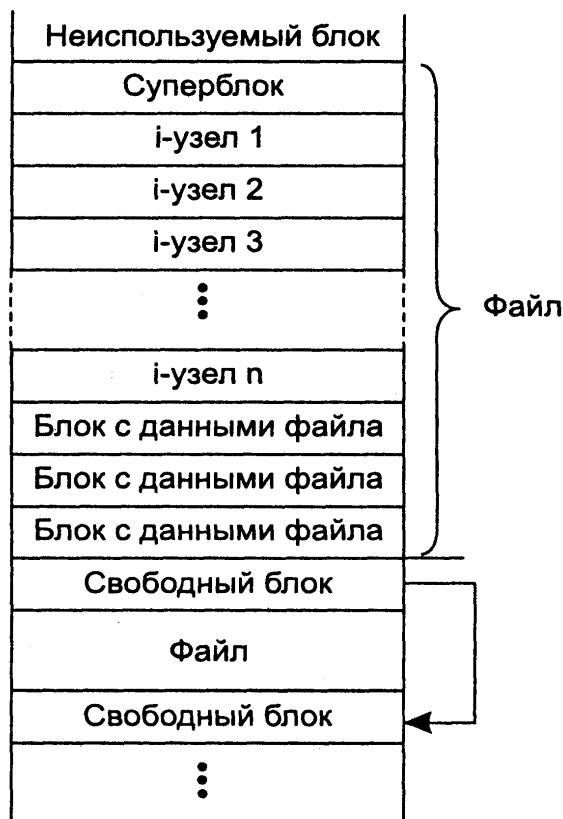 Неиспользуемый блок
Суперблок
i-узел 1
i-узел 2
i-узел 3
Файл
i-узел n
Блок с данными файла
Блок с данными файла
Блок с данными файла
Свободный блок
Файл
Свободный блок